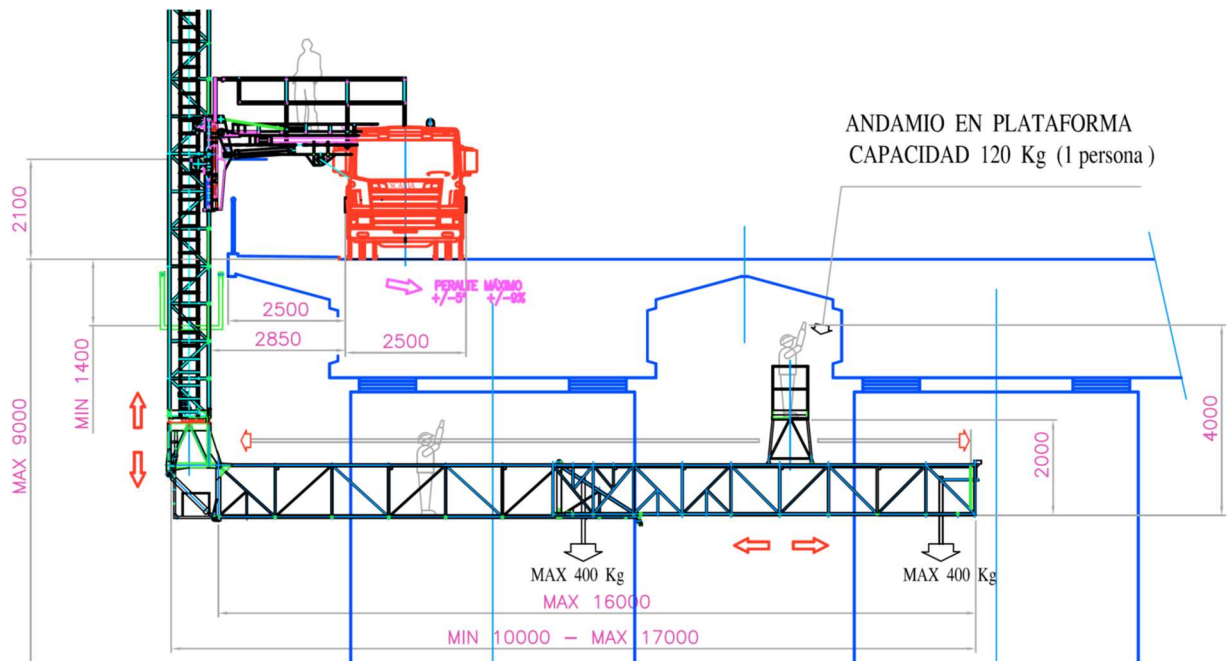 ANDAMIO EN PLATAFORMA
CAPACIDAD 120 Kg (1 persona )
2100
SCANIA
PERALTE MÁXIMO
+/-5° +/-9%
2500
2850
2500
MIN 1400
MAX 9000
4000
2000
MAX 400 Kg
MAX 400 Kg
MAX 16000
MIN 10000 – MAX 17000